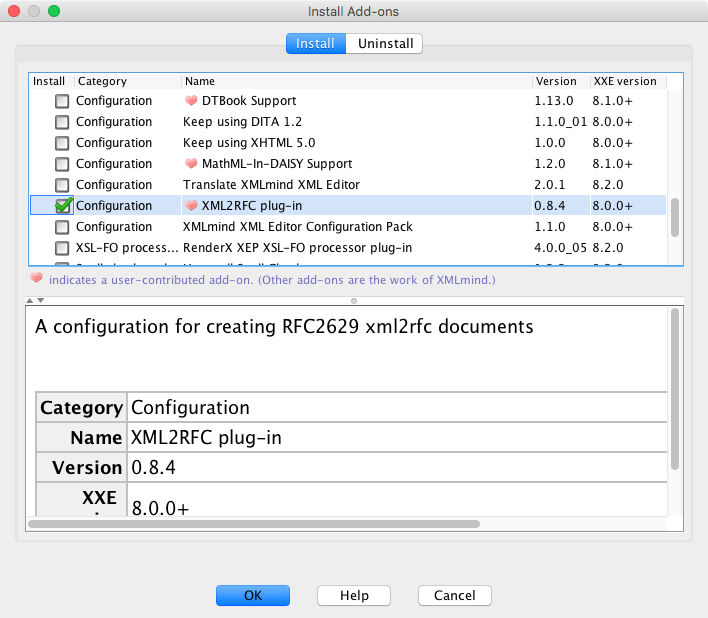 Install Add-ons
Install Uninstall
Install Category Name Version XXE version
Configuration DTBook Support 1.13.0 8.1.0+
Configuration Keep using DITA 1.2 1.1.0_01 8.0.0+
Configuration Keep using XHTML 5.0 1.0.0 8.0.0+
Configuration MathML-In-DAISY Support 1.2.0 8.1.0+
Configuration Translate XMLmind XML Editor 2.0.1 8.2.0
Configuration XML2RFC plug-in 0.8.4 8.0.0+
Configuration XMLmind XML Editor Configuration Pack 1.1.0 8.0.0+
XSL-FO process... RenderX XEP XSL-FO processor plug-in 4.0.0_05 8.2.0
indicates a user-contributed add-on. (Other add-ons are the work of XMLmind.)
A configuration for creating RFC2629 xml2rfc documents
Category Configuration
Name XML2RFC plug-in
Version 0.8.4
XXE 8.0.0+
OK Help Cancel